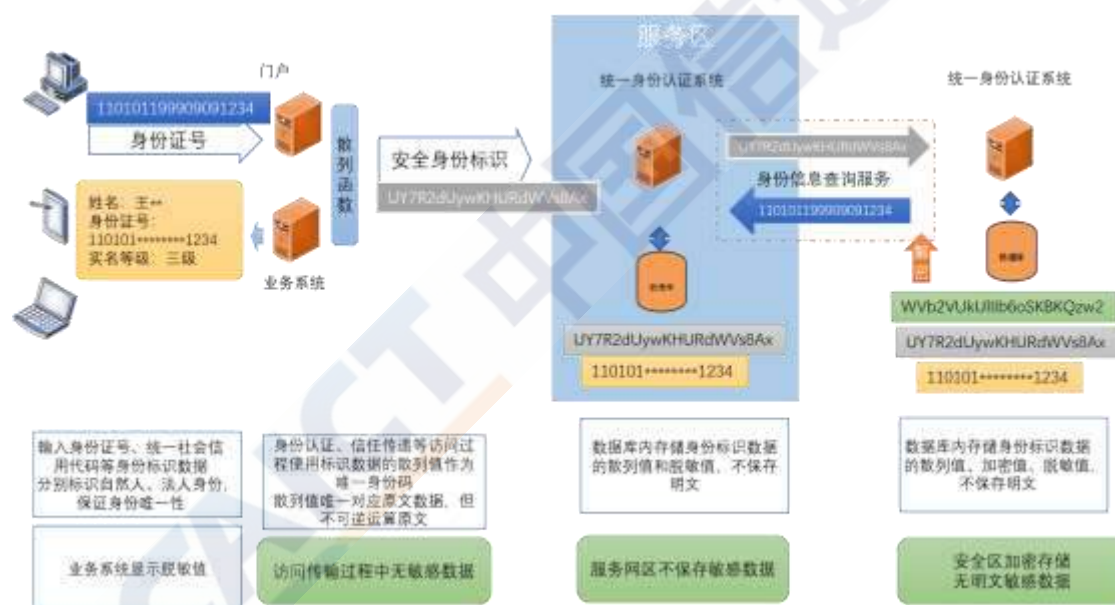 服务区
门户
统一身份认证系统
统一身份认证系统
110101199909091234
身份证号
散列函数
安全身份标识
UY7R2dUywKHURdWVs8Ax
UY7R2dUywKHURdWVs8Ax
身份信息查询服务
110101199909091234
姓名：王**
身份证号：
110101********1234
实名等级：三级
业务系统
WVb2VUkUIIIb6oSKBKQzw2
UY7R2dUywKHURdWVs8Ax
UY7R2dUywKHURdWVs8Ax
110101********1234
110101********1234
输入身份证号、统一社会信
用代码等身份标识数据
分别标识自然人、法人身份，
保证身份唯一性
身份认证、信任传递等访问过
程使用标识数据的散列值作为
唯一身份码
散列值唯一对应原文数据，但
不可逆运算原文
数据库内存储身份标识数据
的散列值和脱敏值，不保存
明文
数据库内存储身份标识数据
的散列值、加密值、脱敏值，
不保存明文
业务系统显示脱敏值
访问传输过程中无敏感数据
服务网区不保存敏感数据
安全区加密存储
无明文敏感数据